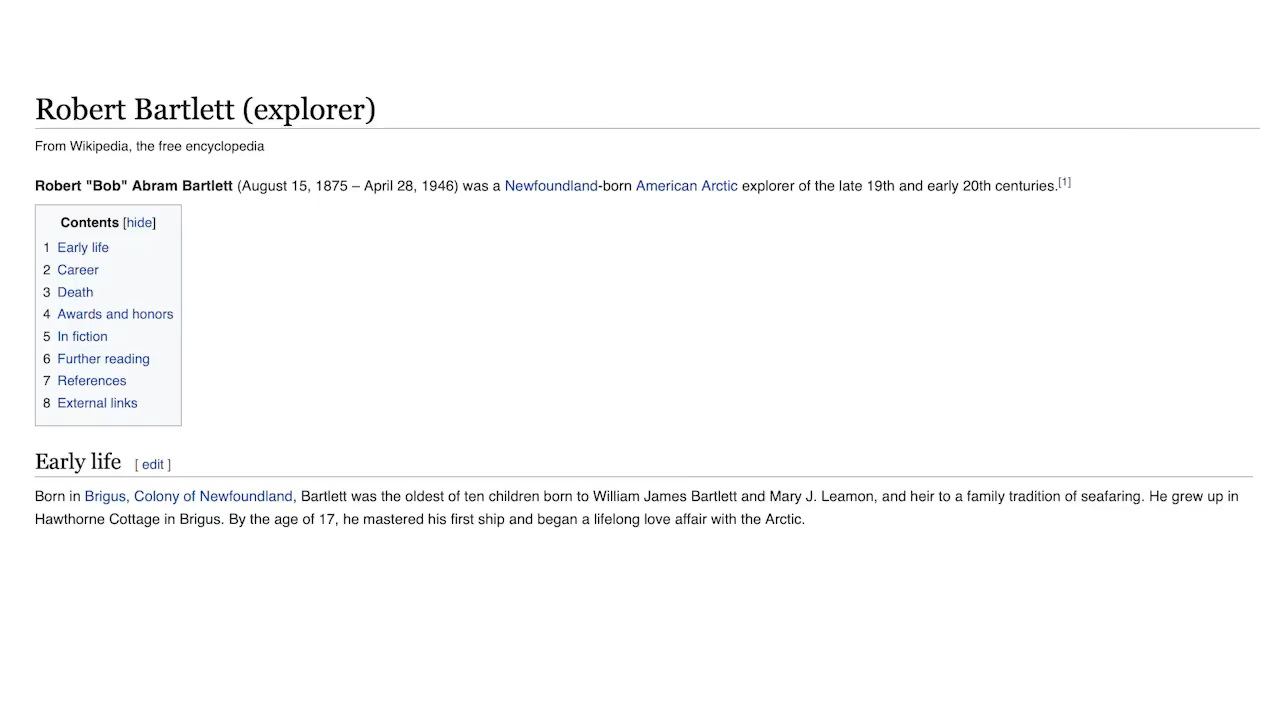 Robert Bartlett (explorer)
From Wikipedia, the free encyclopedia
Robert "Bob" Abram Bartlett (August 15, 1875 – April 28, 1946) was a Newfoundland-born American Arctic explorer of the late 19th and early 20th centuries.[1]
Contents [hide]
1 Early life
2 Career
3 Death
4 Awards and honors
5 In fiction
6 Further reading
7 References
8 External links
Early life [ edit ]
Born in Brigus, Colony of Newfoundland, Bartlett was the oldest of ten children born to William James Bartlett and Mary J. Leamon, and heir to a family tradition of seafaring. He grew up in
Hawthorne Cottage in Brigus. By the age of 17, he mastered his first ship and began a lifelong love affair with the Arctic.